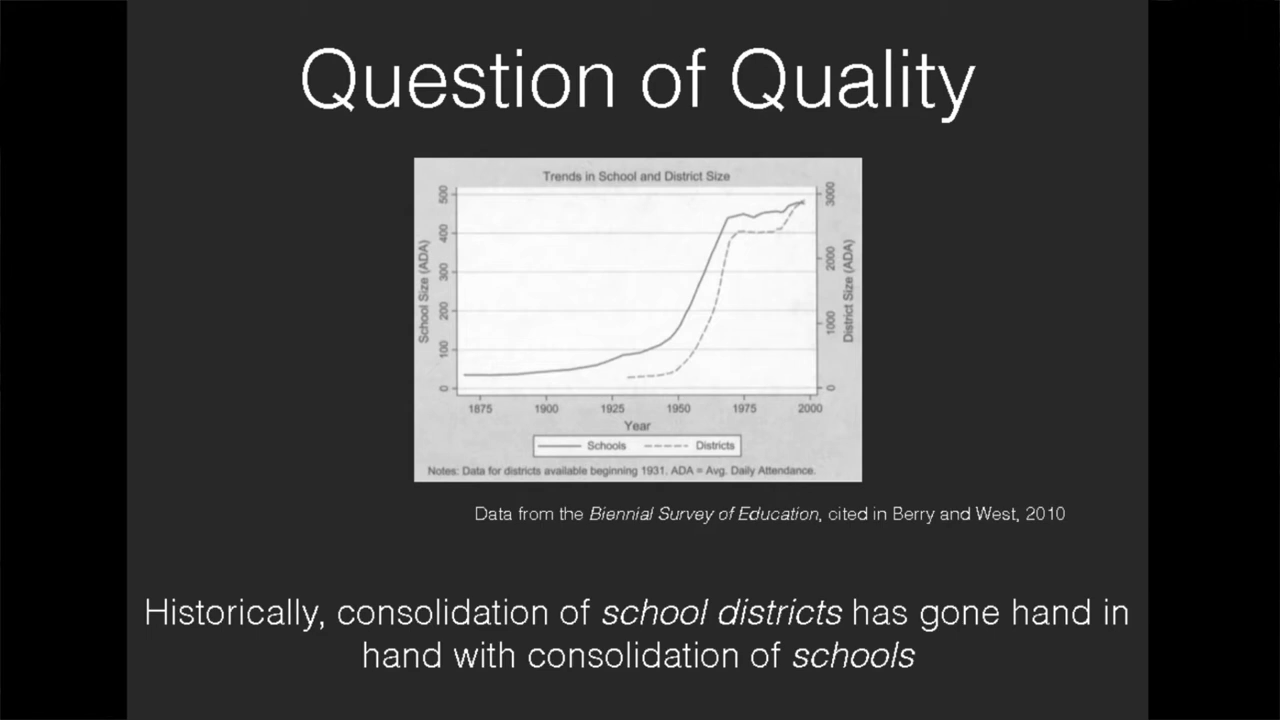 Question of Quality
Trends in School and District Size
School Size (ADA)
500
400
300
200
100
0
3000
2000
1000
0
District Size (ADA)
1875 1900 1925 1950 1975 2000
Year
Schools Districts
Notes: Data for districts available beginning 1931. ADA = Avg. Daily Attendance.
Data from the Biennial Survey of Education, cited in Berry and West, 2010
Historically, consolidation of school districts has gone hand in
hand with consolidation of schools